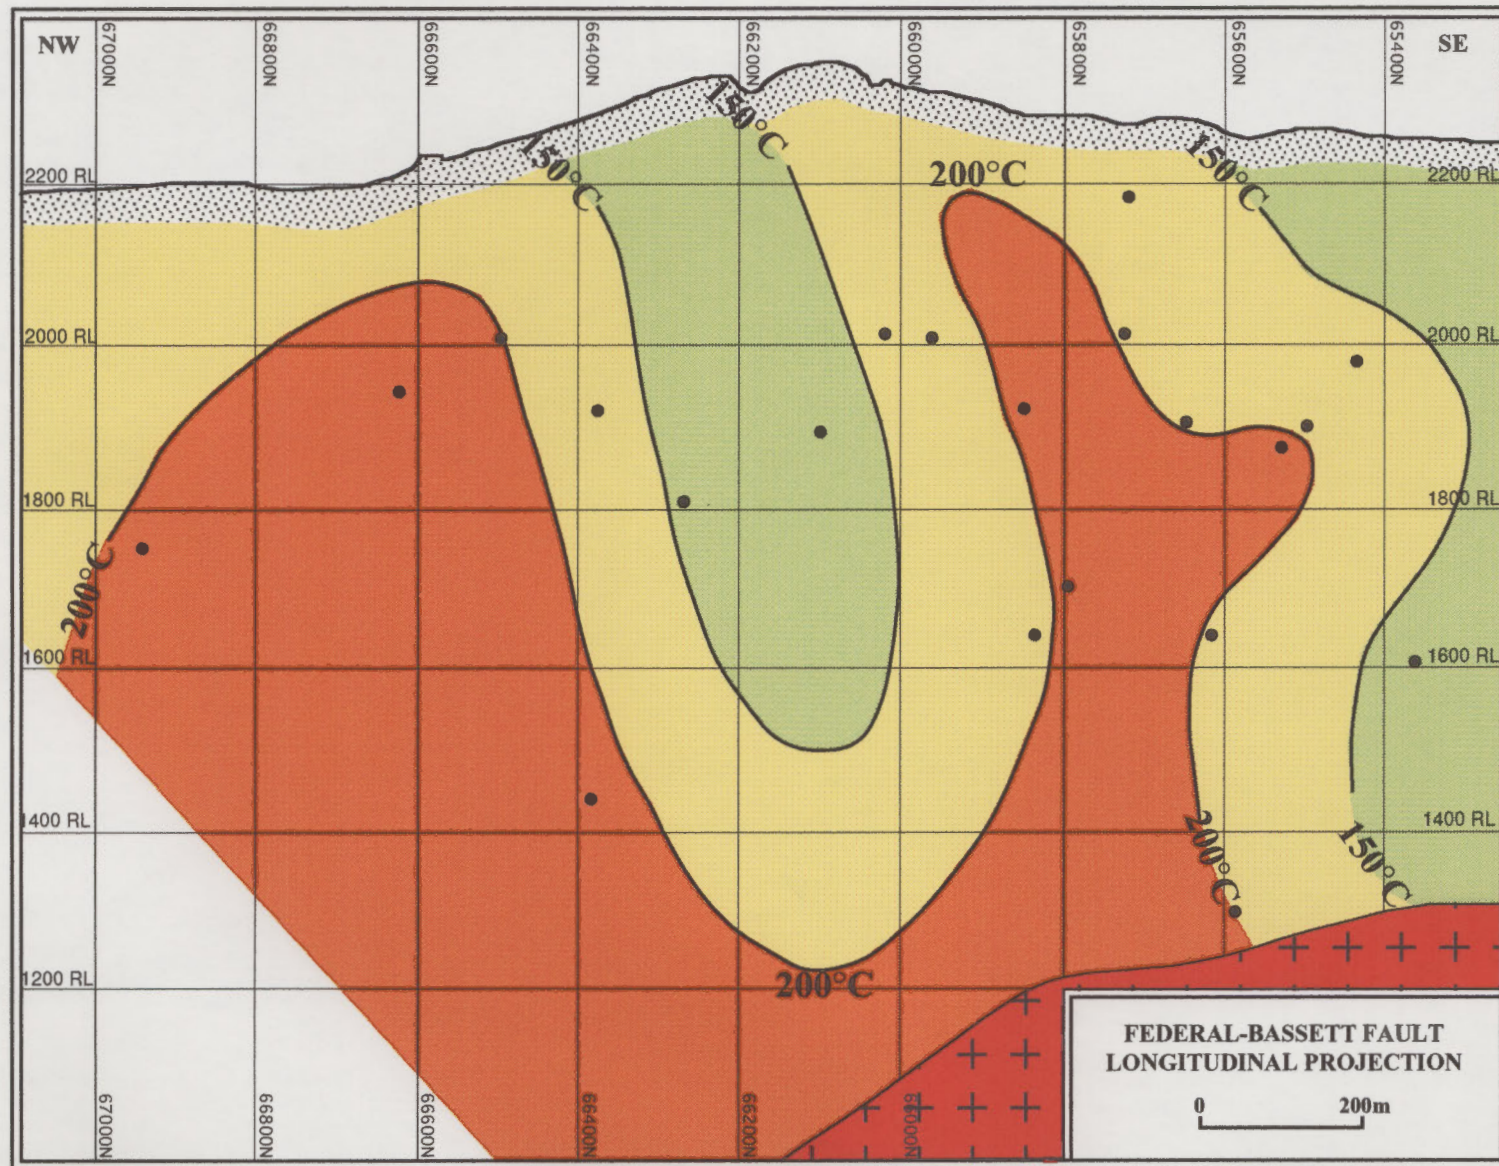 NW
67000N
66800N
66600N
66400N
66200N
66000N
65800N
65600N
65400N
SE
150°C
150°C
150°C
200°C
2200 RL
2200 RL
2000 RL
2000 RL
1800 RL
1800 RL
200°C
1600 RL
1600 RL
1400 RL
1400 RL
200°C
150°C
1200 RL
200°C
67000N
66800N
66600N
66400N
66200N
66000N
FEDERAL-BASSETT FAULT
LONGITUDINAL PROJECTION
0 200m